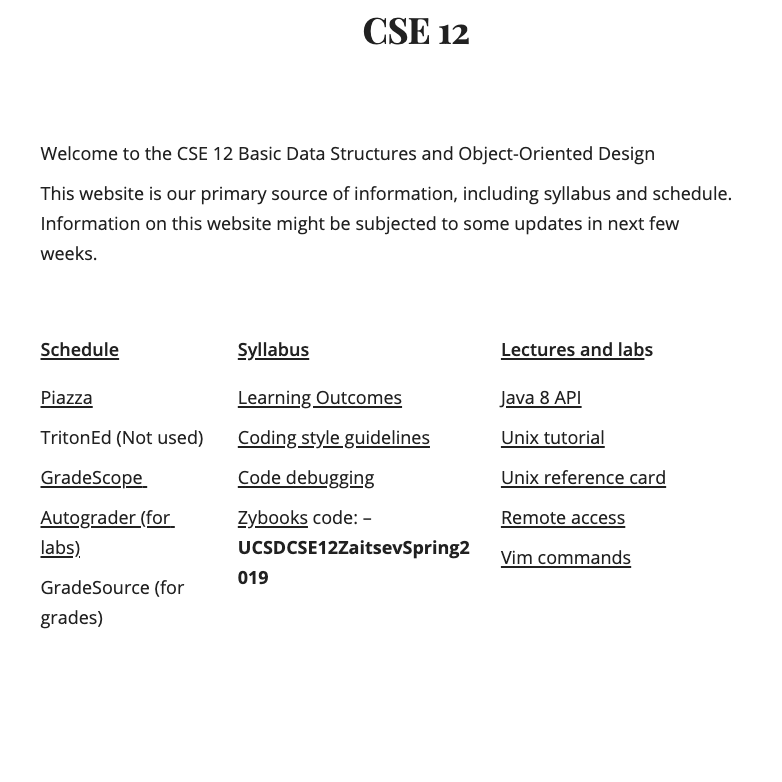 CSE 12
Welcome to the CSE 12 Basic Data Structures and Object-Oriented Design
This website is our primary source of information, including syllabus and schedule.
Information on this website might be subjected to some updates in next few
weeks.
Schedule
Piazza
TritonEd (Not used)
GradeScope
Autograder (for
labs)
GradeSource (for
grades)
Syllabus
Learning Outcomes
Coding style guidelines
Code debugging
Zybooks code: –
UCSDCSE12ZaitsevSpring2
019
Lectures and labs
Java 8 API
Unix tutorial
Unix reference card
Remote access
Vim commands